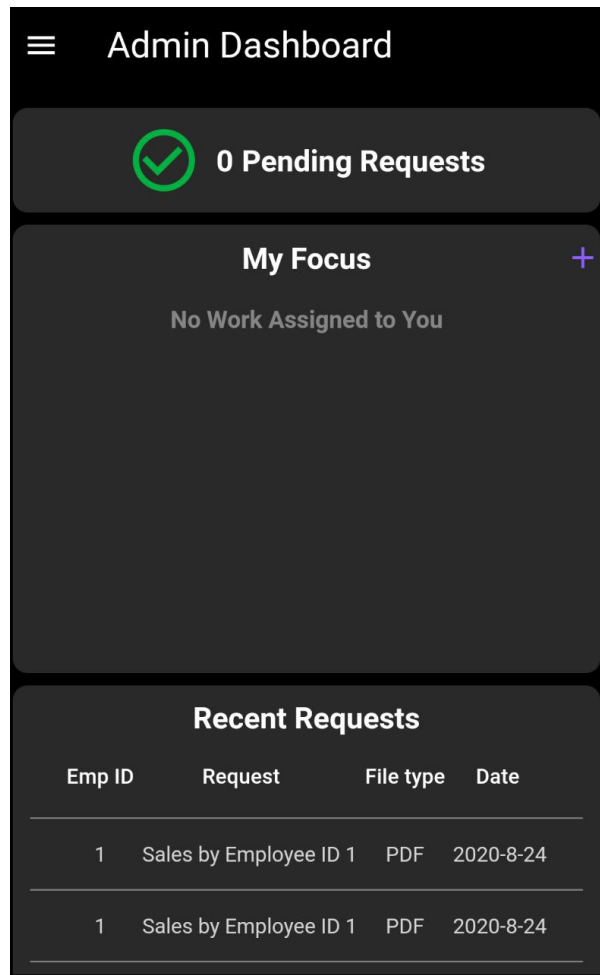 Admin Dashboard
0 Pending Requests
My Focus
+
No Work Assigned to You
Recent Requests
Emp ID Request File type Date
1 Sales by Employee ID 1 PDF 2020-8-24
1 Sales by Employee ID 1 PDF 2020-8-24